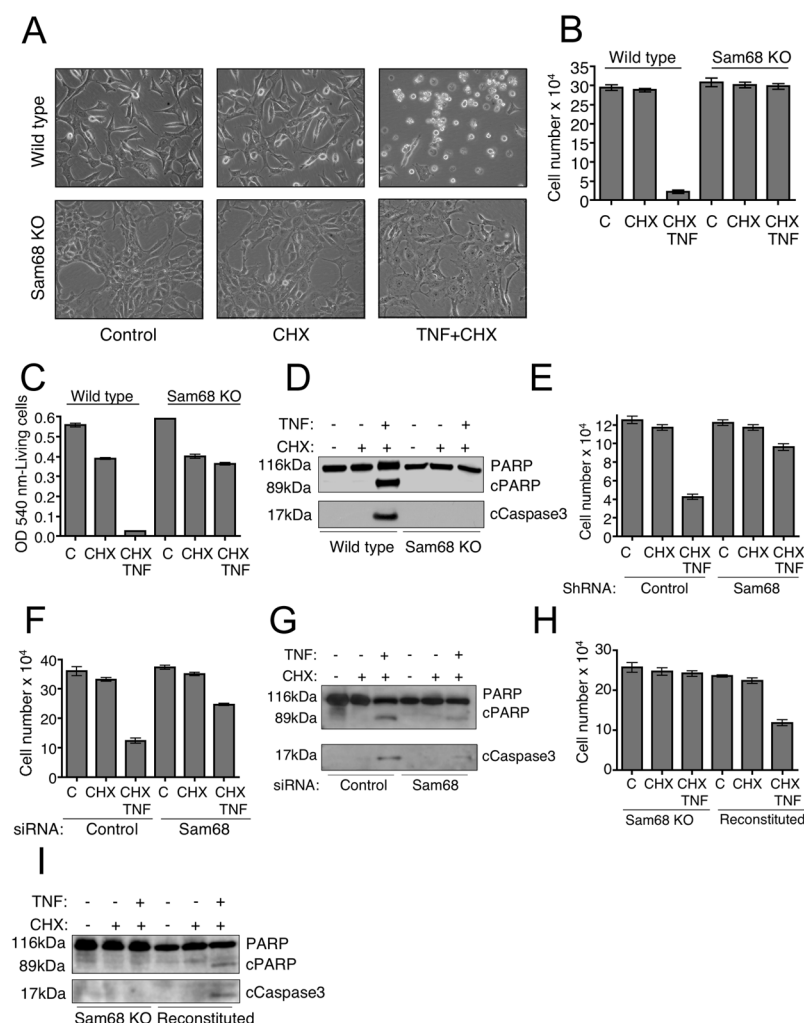 A
Wild type
Sam68 KO
Control
CHX
TNF+CHX
B
Wild type
Sam68 KO
Cell number x 10⁴
35
30
25
20
15
10
5
0
C CHX CHX C CHX CHX
TNF TNF
C
Wild type
Sam68 KO
OD 540 nm-Living cells
0.6
0.5
0.4
0.3
0.2
0.1
0.0
C CHX CHX C CHX CHX
TNF TNF
D
TNF: - - + - - +
CHX: - + + - + +
116kDa PARP
89kDa cPARP
17kDa cCaspase3
Wild type Sam68 KO
E
Cell number x 10⁴
12
10
8
6
4
2
0
C CHX CHX C CHX CHX
TNF TNF
ShRNA: Control Sam68
F
Cell number x 10⁴
40
30
20
10
0
C CHX CHX C CHX CHX
TNF TNF
siRNA: Control Sam68
G
TNF: - - + - - +
CHX: - + + - + +
116kDa PARP
89kDa cPARP
17kDa cCaspase3
siRNA: Control Sam68
H
Cell number x 10⁴
30
20
10
0
C CHX CHX C CHX CHX
TNF TNF
Sam68 KO Reconstituted
I
TNF: - - + - - +
CHX: - + + - + +
116kDa PARP
89kDa cPARP
17kDa cCaspase3
Sam68 KO Reconstituted